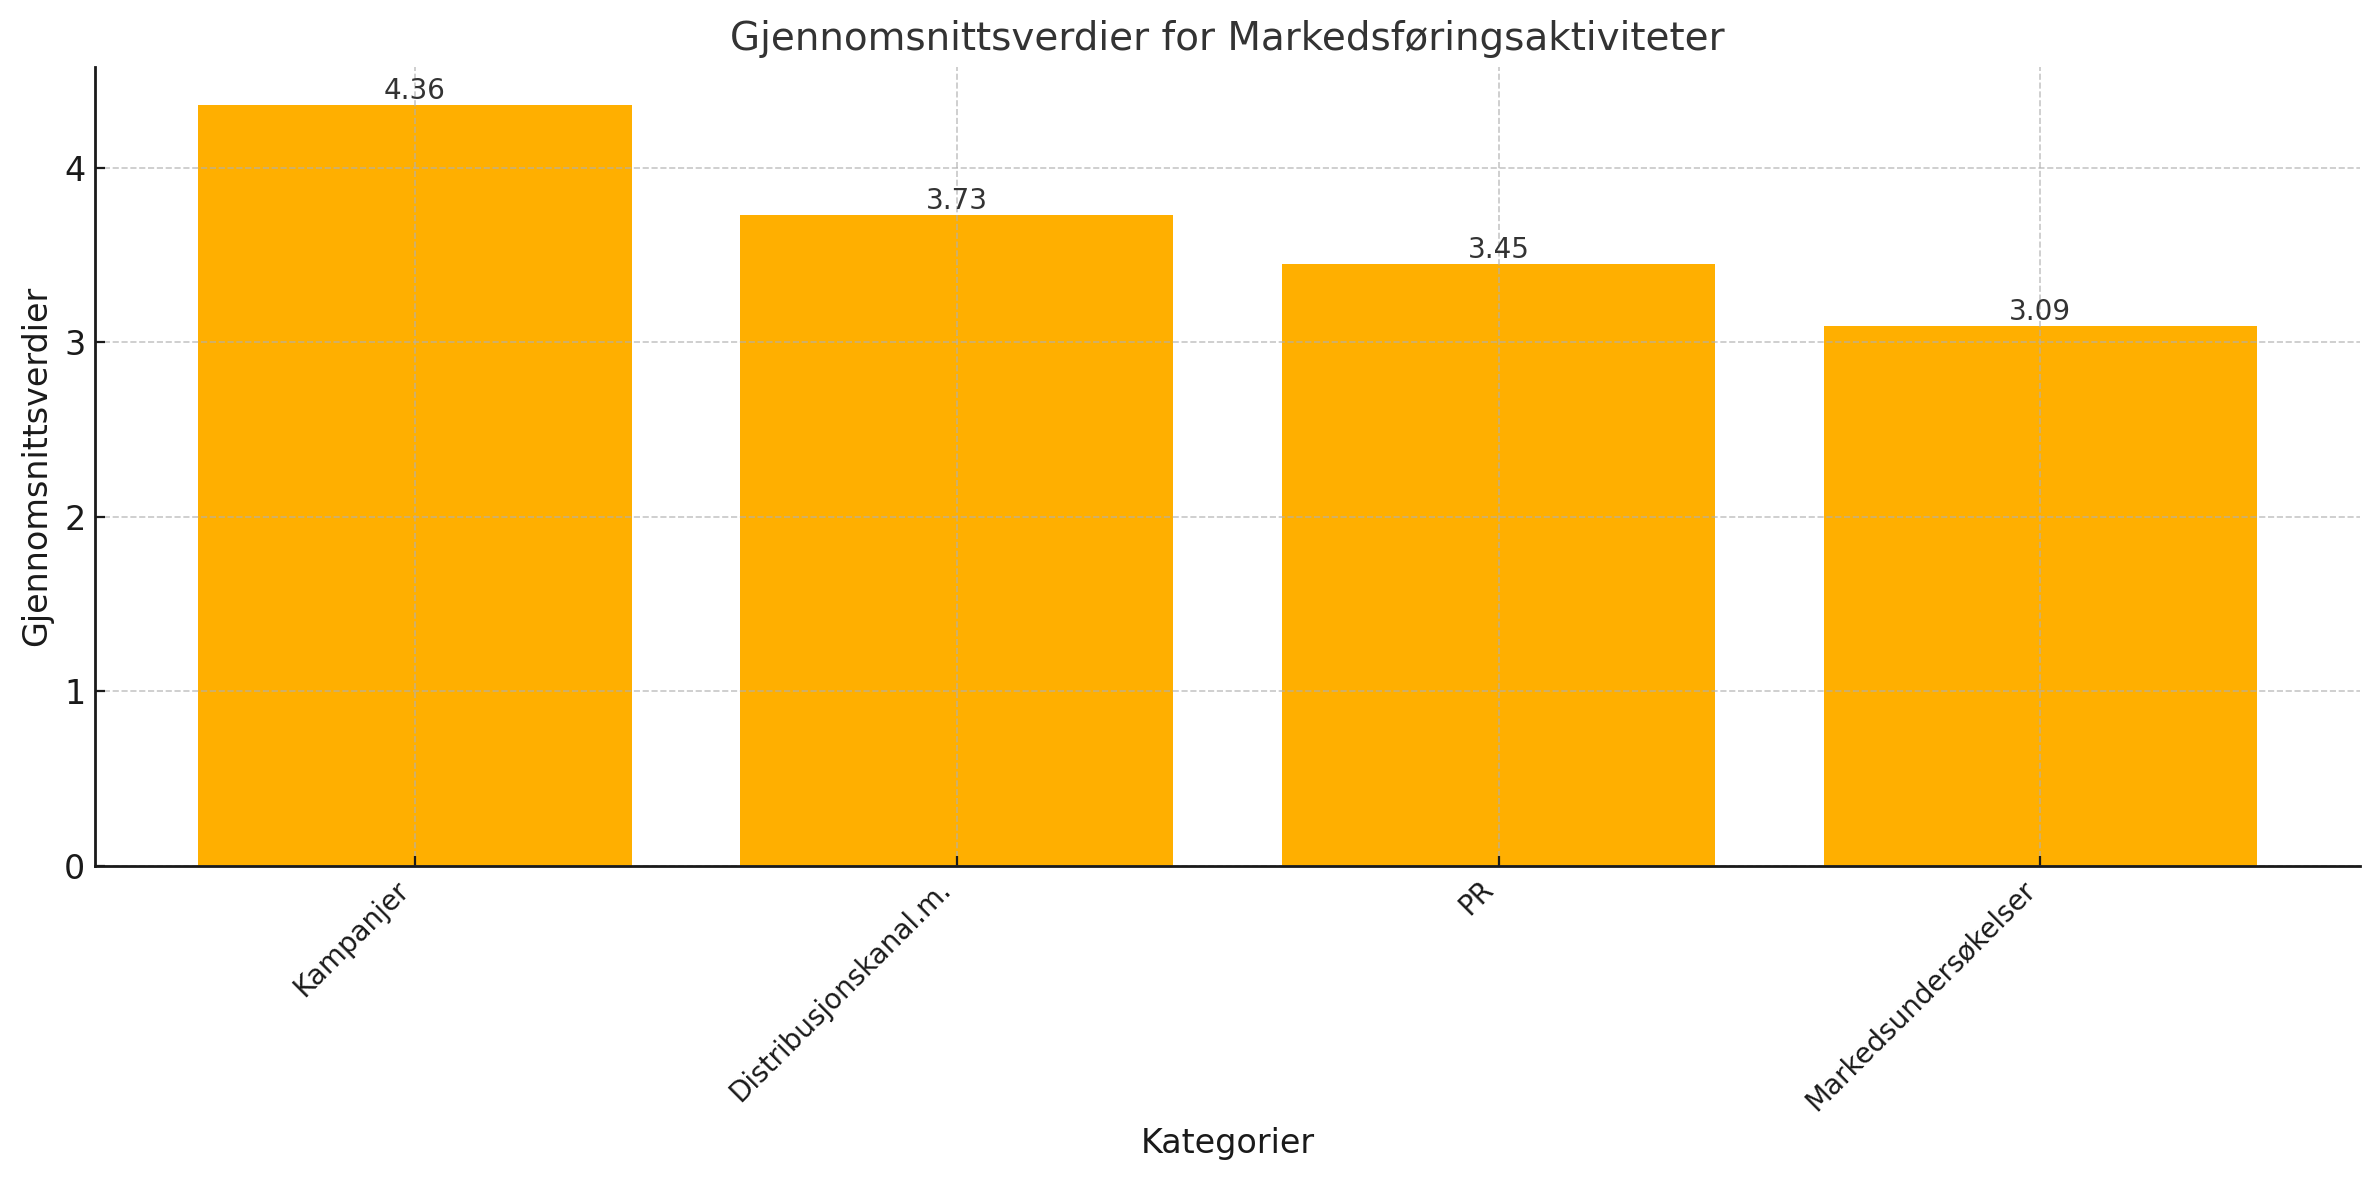 Gjennomsnittsverdier for Markedsføringsaktiviteter
Gjennomsnittsverdier
4
3
2
1
0
4.36
3.73
3.45
3.09
Kampanjer
Distribusjonskanal.m.
PR
Markedsundersøkelser
Kategorier